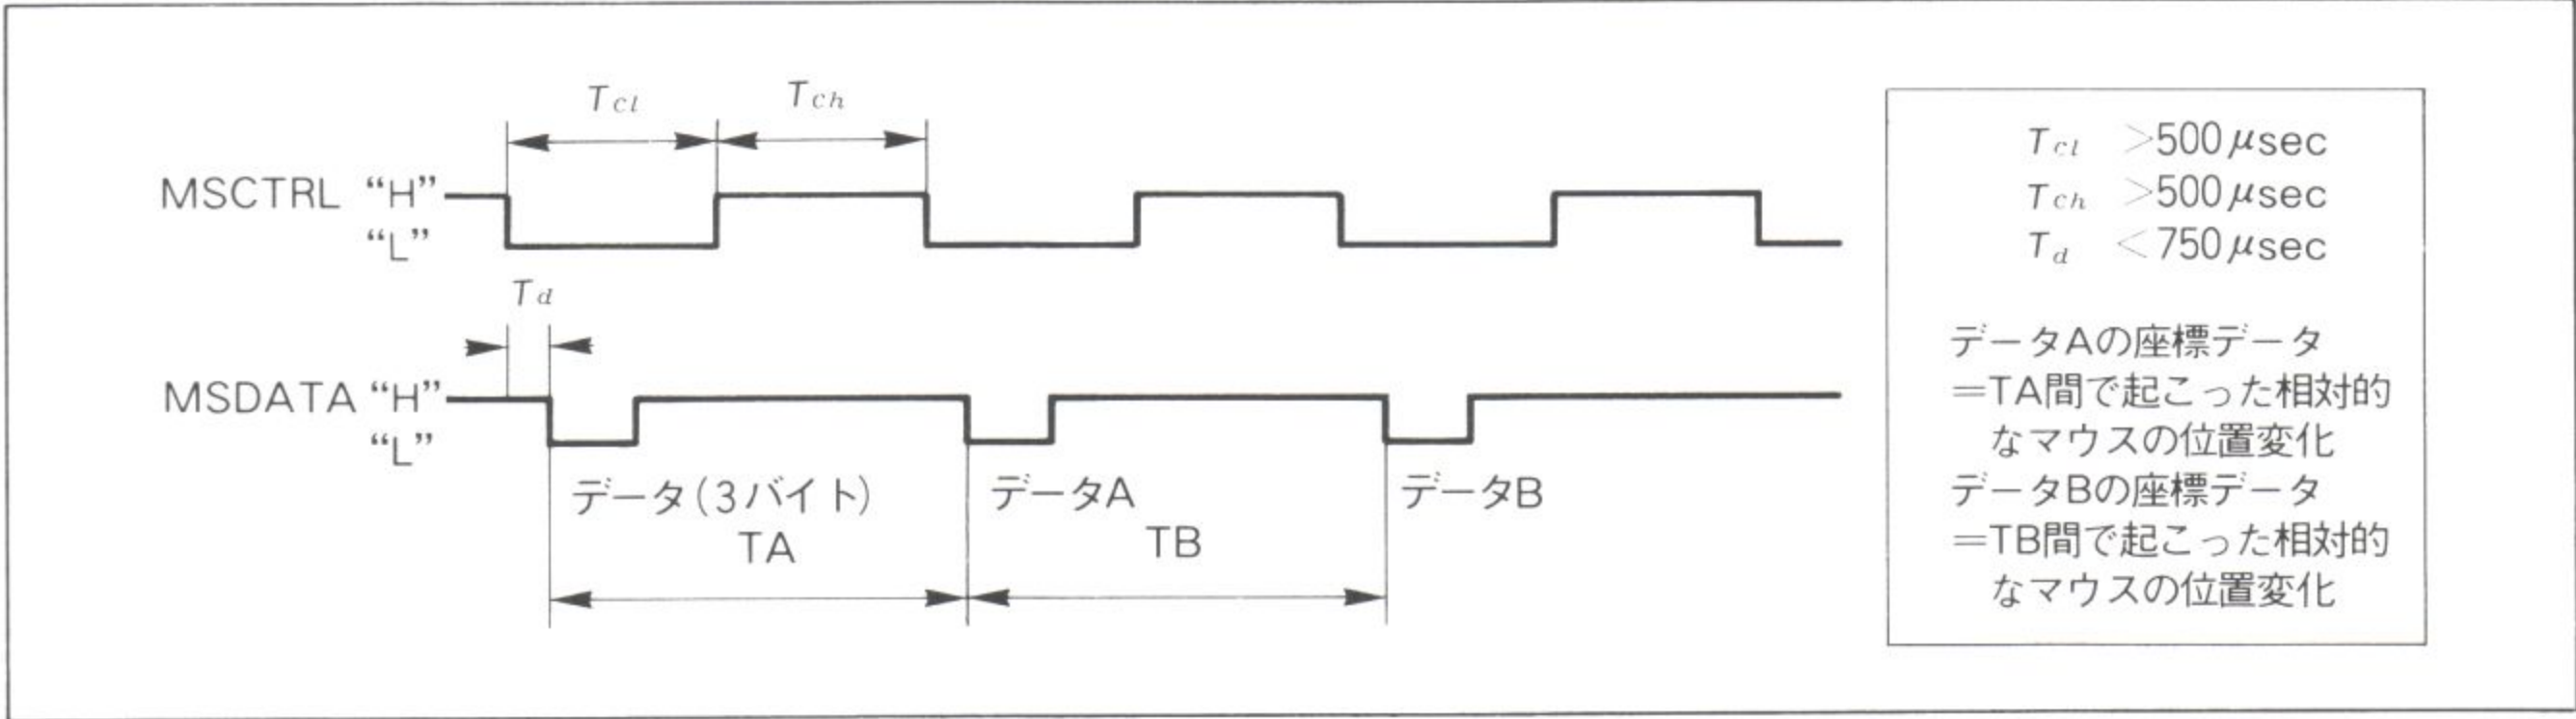 Tcl
Tch
MSCTRL “H”
“L”
Td
MSDATA “H”
“L”
データ(3バイト)
TA
データA
TB
データB
Tcl >500μsec
Tch >500μsec
Td <750μsec
データAの座標データ
=TA間で起こった相対的
なマウスの位置変化
データBの座標データ
=TB間で起こった相対的
なマウスの位置変化